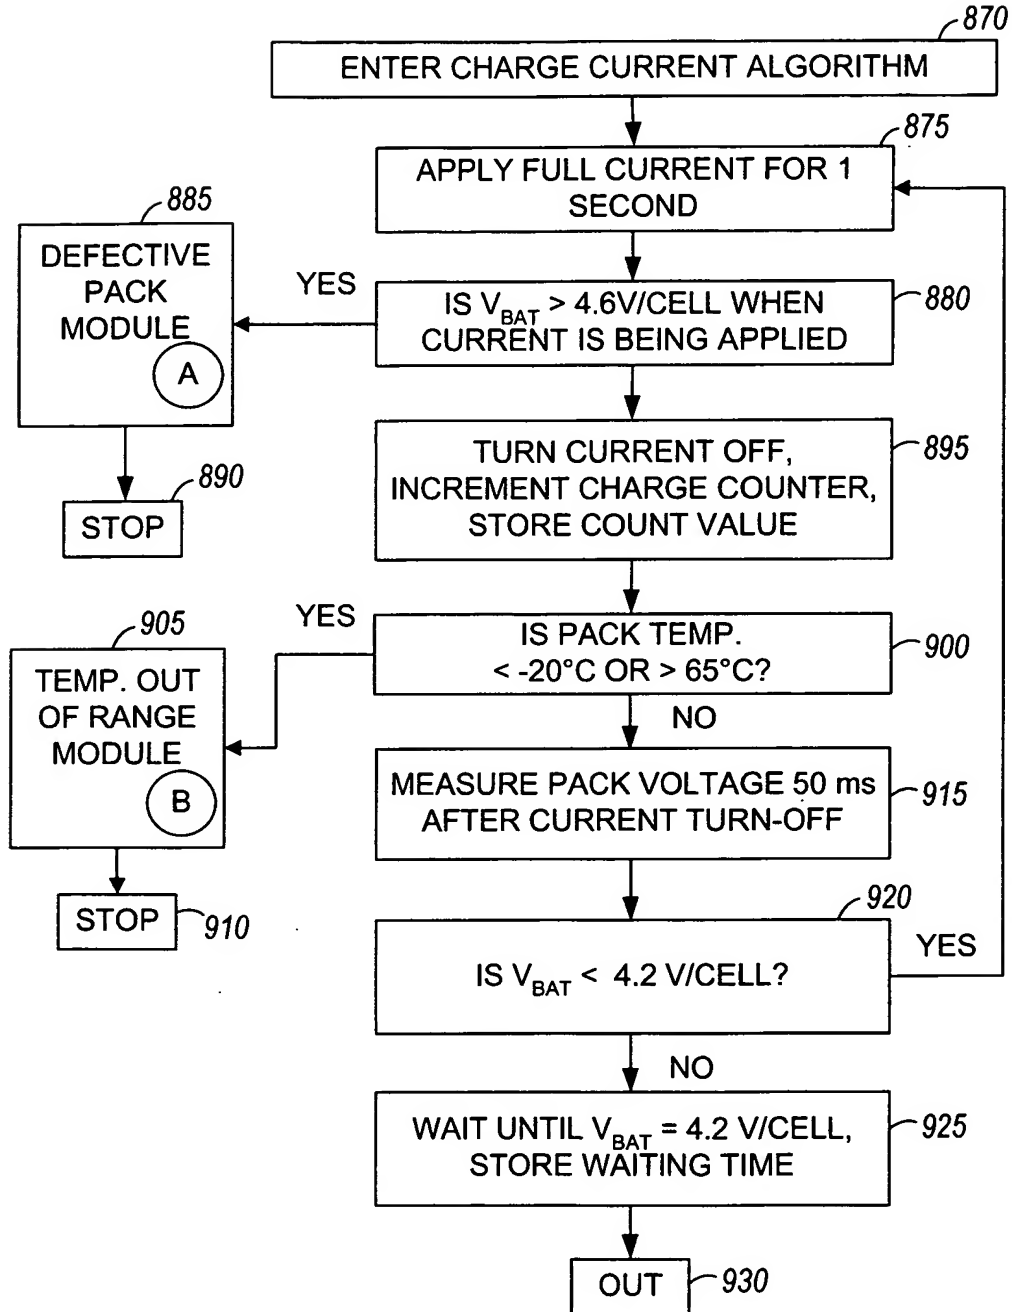 870
ENTER CHARGE CURRENT ALGORITHM
875
APPLY FULL CURRENT FOR 1
SECOND
885
DEFECTIVE
PACK
MODULE
A
YES
IS VBAT > 4.6V/CELL WHEN
CURRENT IS BEING APPLIED
880
890
STOP
TURN CURRENT OFF,
INCREMENT CHARGE COUNTER,
STORE COUNT VALUE
895
YES
IS PACK TEMP.
< -20°C OR > 65°C?
900
905
TEMP. OUT
OF RANGE
MODULE
B
NO
MEASURE PACK VOLTAGE 50 ms
AFTER CURRENT TURN-OFF
915
STOP
910
920
IS VBAT < 4.2 V/CELL?
YES
NO
WAIT UNTIL VBAT = 4.2 V/CELL,
STORE WAITING TIME
925
OUT
930